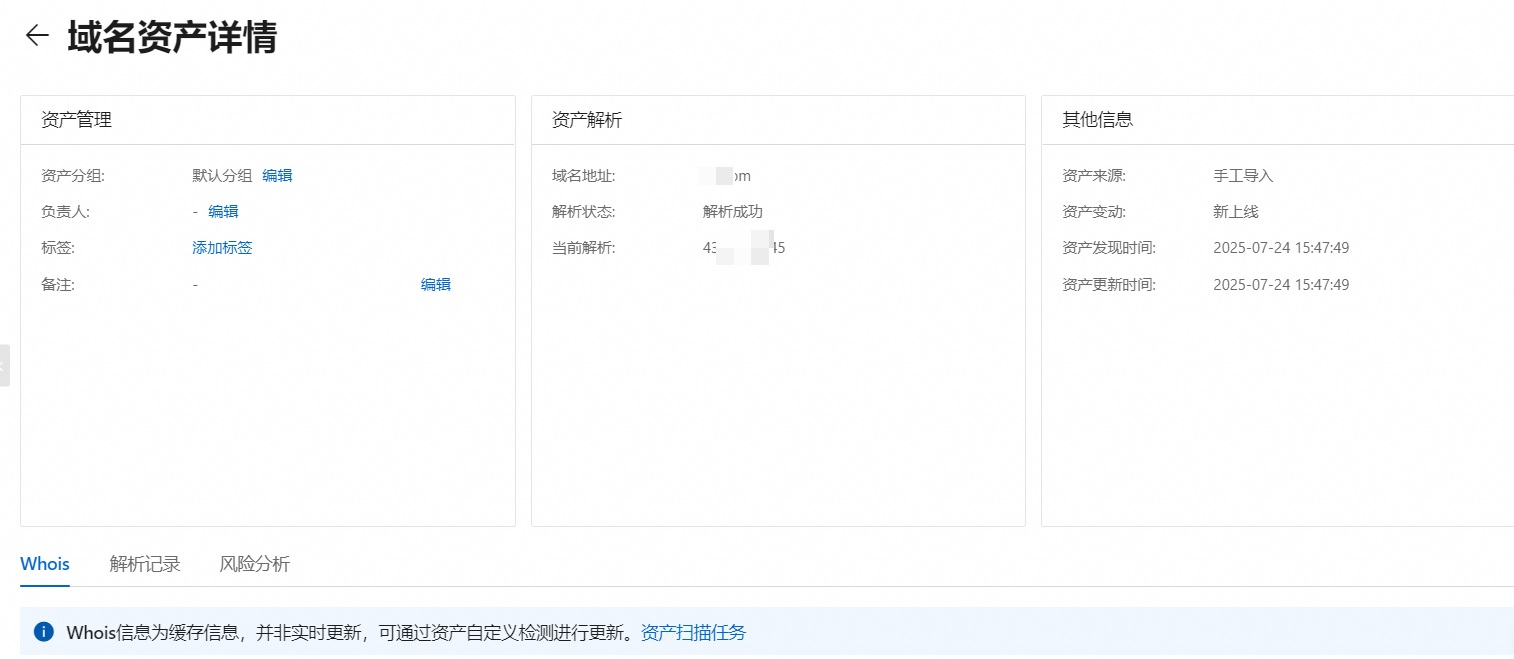 域名资产详情
资产管理
资产分组: 默认分组 编辑
负责人: - 编辑
标签: 添加标签
备注: - 编辑
资产解析
域名地址: om
解析状态: 解析成功
当前解析: 43 45
其他信息
资产来源: 手工导入
资产变动: 新上线
资产发现时间: 2025-07-24 15:47:49
资产更新时间: 2025-07-24 15:47:49
Whois 解析记录 风险分析
Whois信息为缓存信息，并非实时更新，可通过资产自定义检测进行更新。资产扫描任务